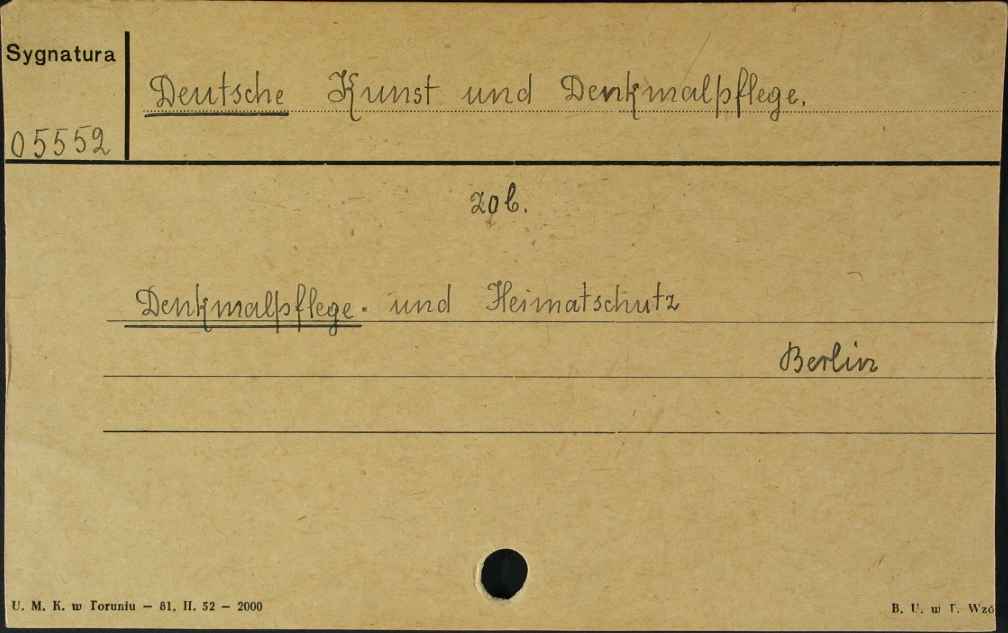 Sygnatura
Deutsche Kunst und Denkmalpflege.
05552
zob.
Denkmalpflege. und Heimatschutz
Berlin
U. M. K. w Toruniu — 81. II. 52 — 2000
B. U. w T. Wzó